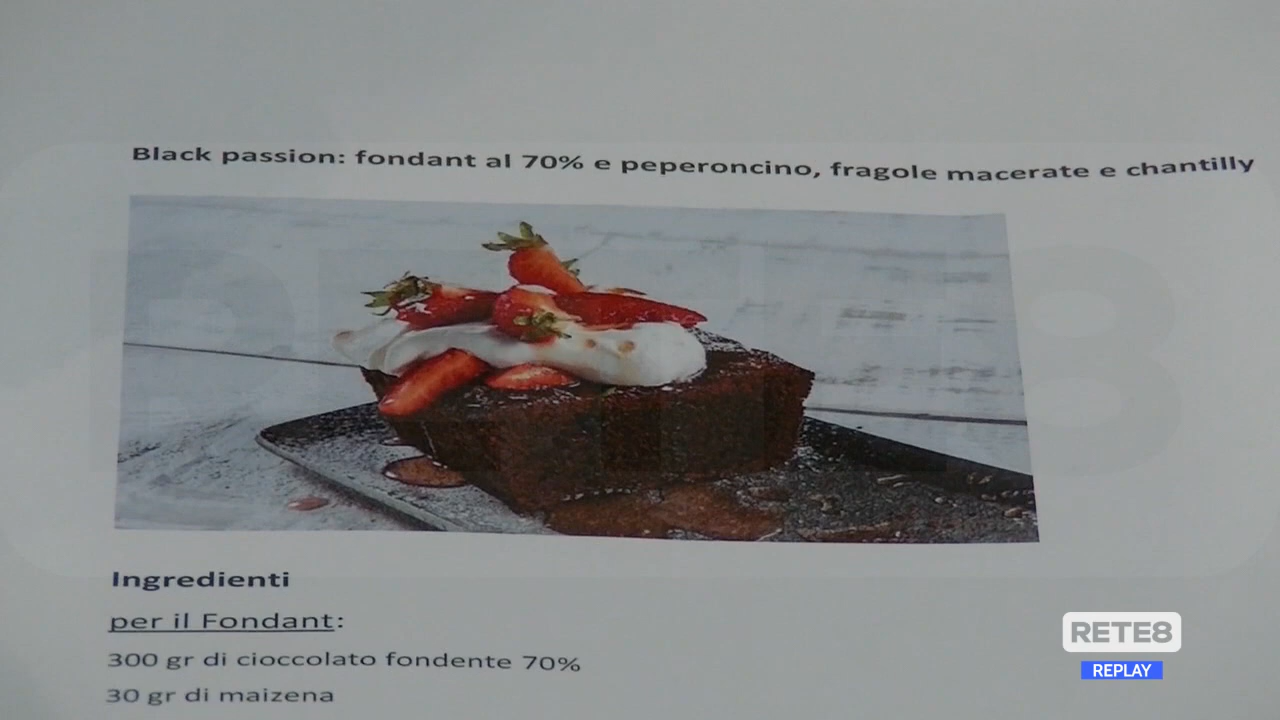 Black passion: fondant al 70% e peperoncino, fragole macerate e chantilly
Ingredienti
per il Fondant:
300 gr di cioccolato fondente 70%
30 gr di maizena
RETE8
REPLAY